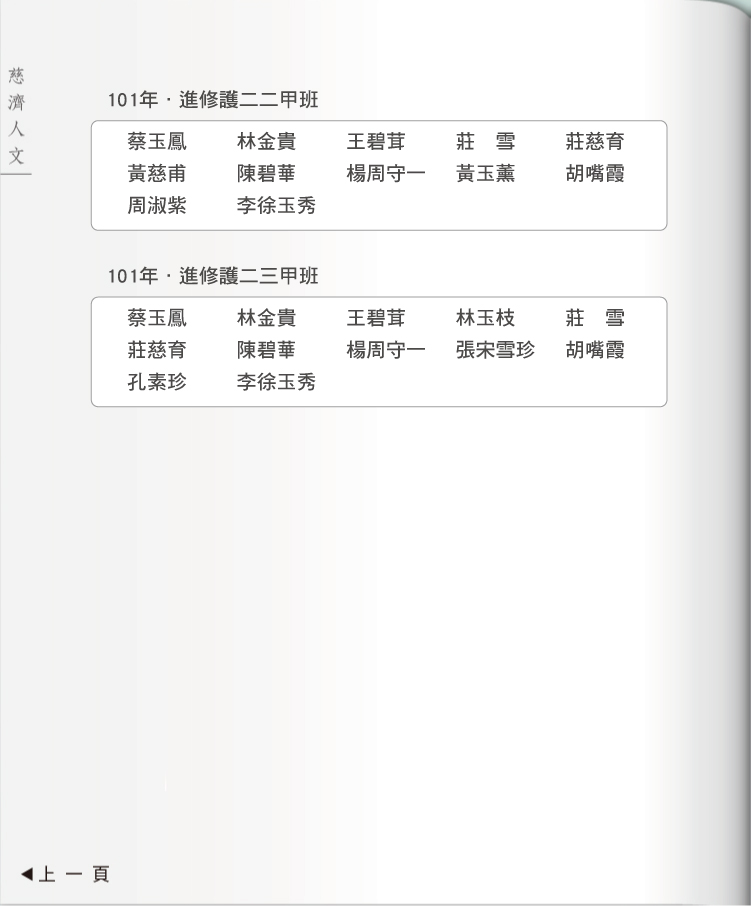 慈濟人文
101年・進修護二二甲班
蔡玉鳳 林金貴 王碧茸 莊　雪 莊慈育
黃慈甫 陳碧華 楊周守一 黃玉薰 胡嘴霞
周淑紫 李徐玉秀
101年・進修護二三甲班
蔡玉鳳 林金貴 王碧茸 林玉枝 莊　雪
莊慈育 陳碧華 楊周守一 張宋雪珍 胡嘴霞
孔素珍 李徐玉秀
◀上一頁